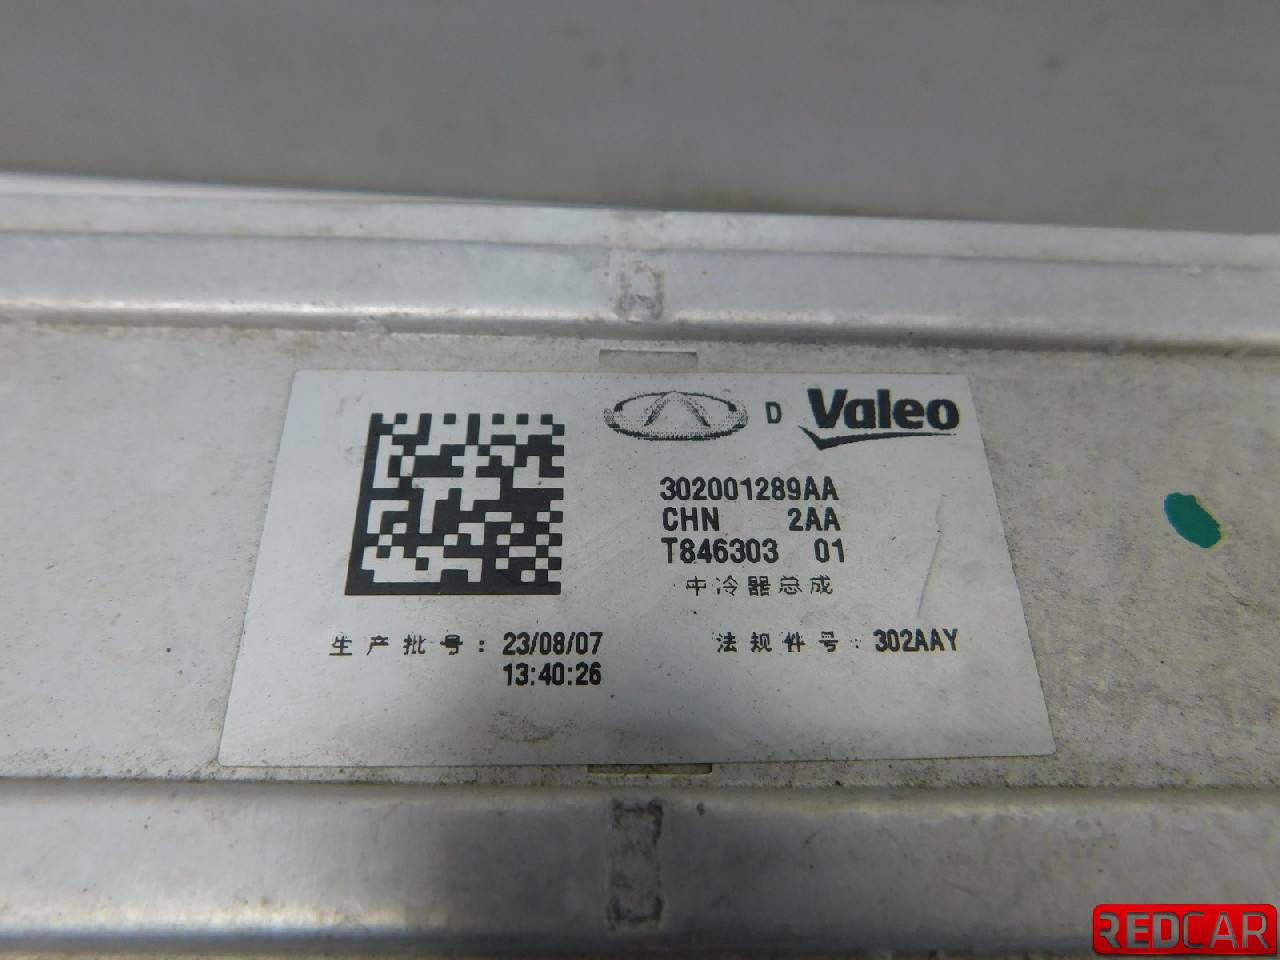 D Valeo
302001289AA
CHN 2AA
T846303 01
中冷器总成
生产批号: 23/08/07
13:40:26
法规件号: 302AAY
REDCAR